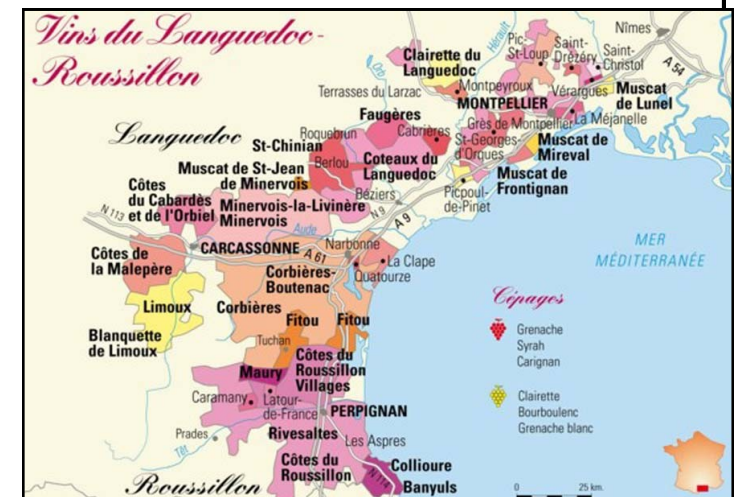 Vins du Languedoc-
Roussillon
Nîmes
Pic-
St-Loup
Saint-
Drézéry
Saint-
Christol
A 54
Hérault
Orb
Clairette du
Languedoc
Terrasses du Larzac
Montpeyroux
Vérargues
Muscat
de Lunel
MONTPELLIER
La Méjanelle
Faugères
Grès de Montpellier
Languedoc
Roquebrun
Cabrières
St-Georges-
d'Orques
Muscat de
Mireval
St-Chinian
Berlou
Coteaux du
Languedoc
Muscat de St-Jean
de Minervois
Muscat de
Frontignan
Côtes
du Cabardès
et de l'Orbiel
Béziers
Picpoul-
de-Pinet
Minervois-la-Livinère
Minervois
N 113
N 9
A 9
Aude
MER
MÉDITERRANÉE
CARCASSONNE
A 61
Narbonne
Côtes de
la Malepère
La Clape
Quatourze
Corbières-
Boutenac
Cépages
Limoux
Corbières
Fitou
Fitou
Grenache
Syrah
Carignan
Blanquette
de Limoux
Tuchan
Côtes du
Roussillon
Villages
Maury
Caramany
Latour-
de-France
Clairette
Bourboulenc
Grenache blanc
PERPIGNAN
Prades
Rivesaltes
Les Aspres
Têt
Côtes du
Roussillon
Collioure
N 114
Banyuls
Roussillon
0
25 km